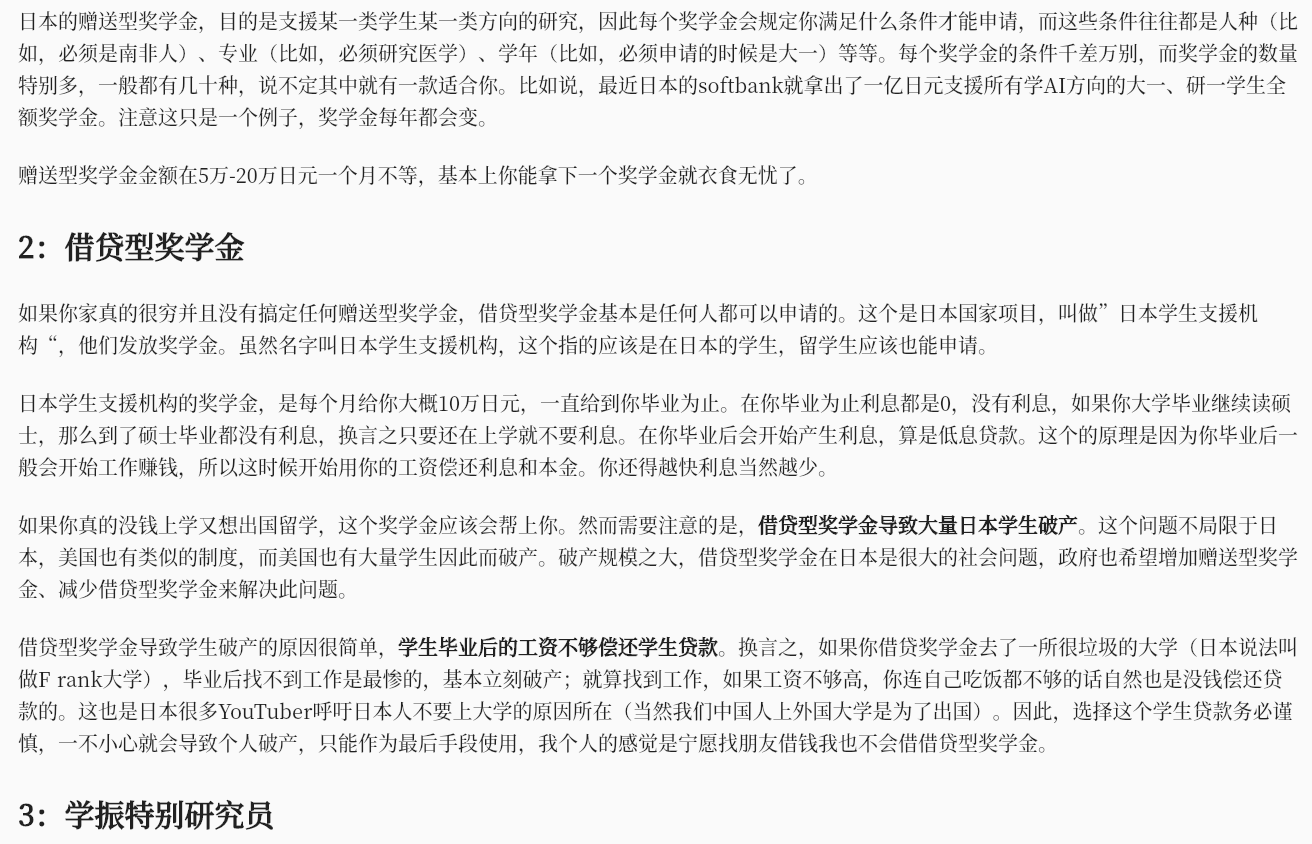 日本的赠送型奖学金，目的是支援某一类学生某一类方向的研究，因此每个奖学金会规定你满足什么条件才能申请，而这些条件往往都是人种（比
如，必须是南非人）、专业（比如，必须研究医学）、学年（比如，必须申请的时候是大一）等等。每个奖学金的条件千差万别，而奖学金的数量
特别多，一般都有几十种，说不定其中就有一款适合你。比如说，最近日本的softbank就拿出了一亿日元支援所有学AI方向的大一、研一学生全
额奖学金。注意这只是一个例子，奖学金每年都会变。
赠送型奖学金金额在5万-20万日元一个月不等，基本上你能拿下一个奖学金就衣食无忧了。
2：借贷型奖学金
如果你家真的很穷并且没有搞定任何赠送型奖学金，借贷型奖学金基本是任何人都可以申请的。这个是日本国家项目，叫做”日本学生支援机
构“，他们发放奖学金。虽然名字叫日本学生支援机构，这个指的应该是在日本的学生，留学生应该也能申请。
日本学生支援机构的奖学金，是每个月给你大概10万日元，一直给到你毕业为止。在你毕业为止利息都是0，没有利息，如果你大学毕业继续读硕
士，那么到了硕士毕业都没有利息，换言之只要还在上学就不要利息。在你毕业后会开始产生利息，算是低息贷款。这个的原理是因为你毕业后一
般会开始工作赚钱，所以这时候开始用你的工资偿还利息和本金。你还得越快利息当然越少。
如果你真的没钱上学又想出国留学，这个奖学金应该会帮上你。然而需要注意的是，借贷型奖学金导致大量日本学生破产。这个问题不局限于日
本，美国也有类似的制度，而美国也有大量学生因此而破产。破产规模之大，借贷型奖学金在日本是很大的社会问题，政府也希望增加赠送型奖学
金、减少借贷型奖学金来解决此问题。
借贷型奖学金导致学生破产的原因很简单，学生毕业后的工资不够偿还学生贷款。换言之，如果你借贷奖学金去了一所很垃圾的大学（日本说法叫
做F rank大学），毕业后找不到工作是最惨的，基本立刻破产；就算找到工作，如果工资不够高，你连自己吃饭都不够的话自然也是没钱偿还贷
款的。这也是日本很多YouTuber呼吁日本人不要上大学的原因所在（当然我们中国人上外国大学是为了出国）。因此，选择这个学生贷款务必谨
慎，一不小心就会导致个人破产，只能作为最后手段使用，我个人的感觉是宁愿找朋友借钱我也不会借借贷型奖学金。
3：学振特别研究员